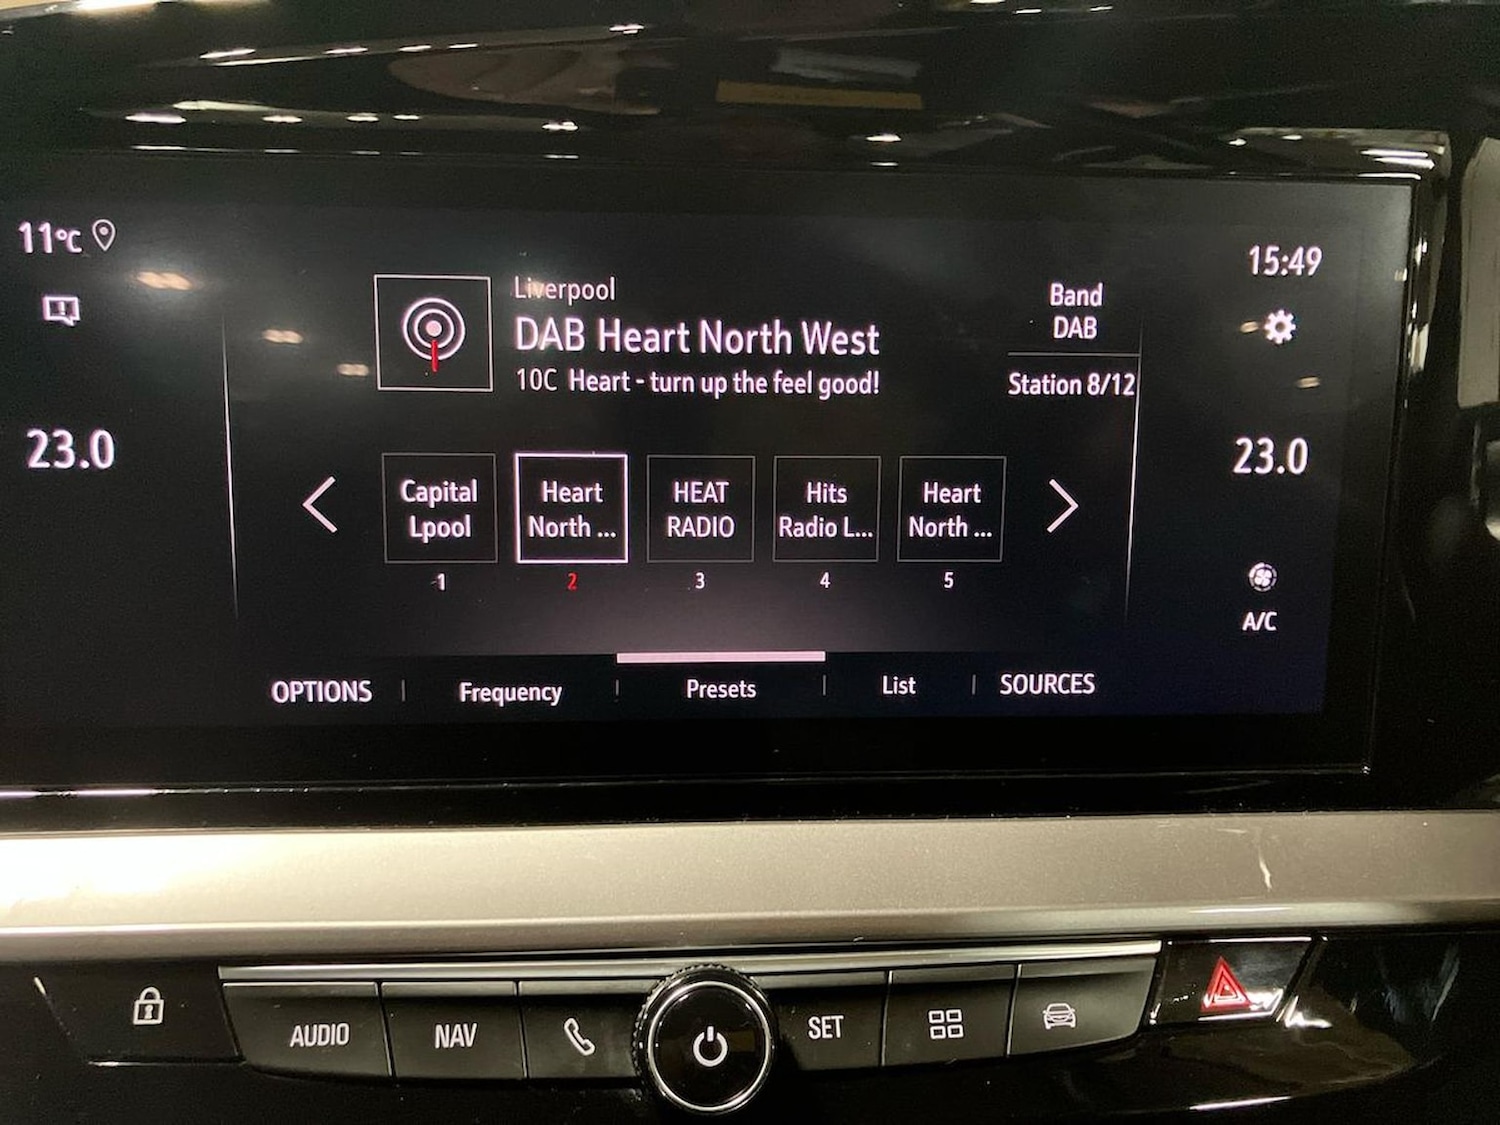 11°C
15:49
Liverpool
DAB Heart North West
10C Heart - turn up the feel good!
Band
DAB
Station 8/12
23.0
23.0
Capital
Lpool
Heart
North ...
HEAT
RADIO
Hits
Radio L...
Heart
North ...
1
2
3
4
5
A/C
OPTIONS
Frequency
Presets
List
SOURCES
AUDIO
NAV
SET